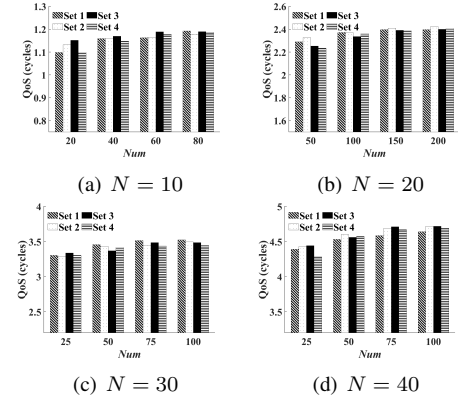 1.3
1.2
1.1
1
0.9
0.8
QoS (cycles)
Set 1 Set 3
Set 2 Set 4
20 40 60 80
Num
(a) N = 10
2.8
2.6
2.4
2.2
2
1.8
1.6
QoS (cycles)
Set 1 Set 3
Set 2 Set 4
50 100 150 200
Num
(b) N = 20
4
3.5
3
2.5
QoS (cycles)
Set 1 Set 3
Set 2 Set 4
25 50 75 100
Num
(c) N = 30
5
4.5
4
3.5
QoS (cycles)
Set 1 Set 3
Set 2 Set 4
25 50 75 100
Num
(d) N = 40